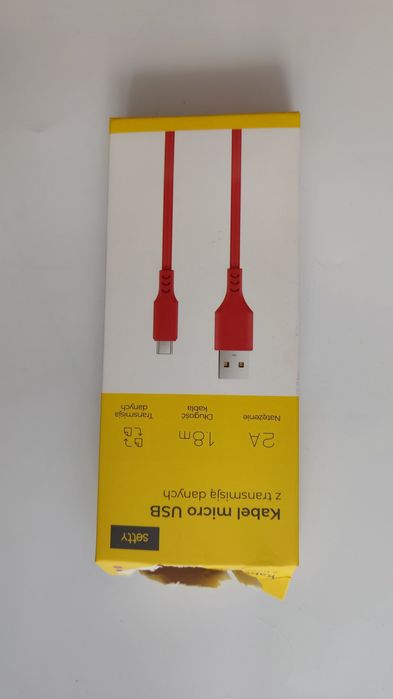 setty
Kabel micro USB
z transmisją danych
2A
1.8m
Natężenie
Długość
kabla
Transmisja
danych